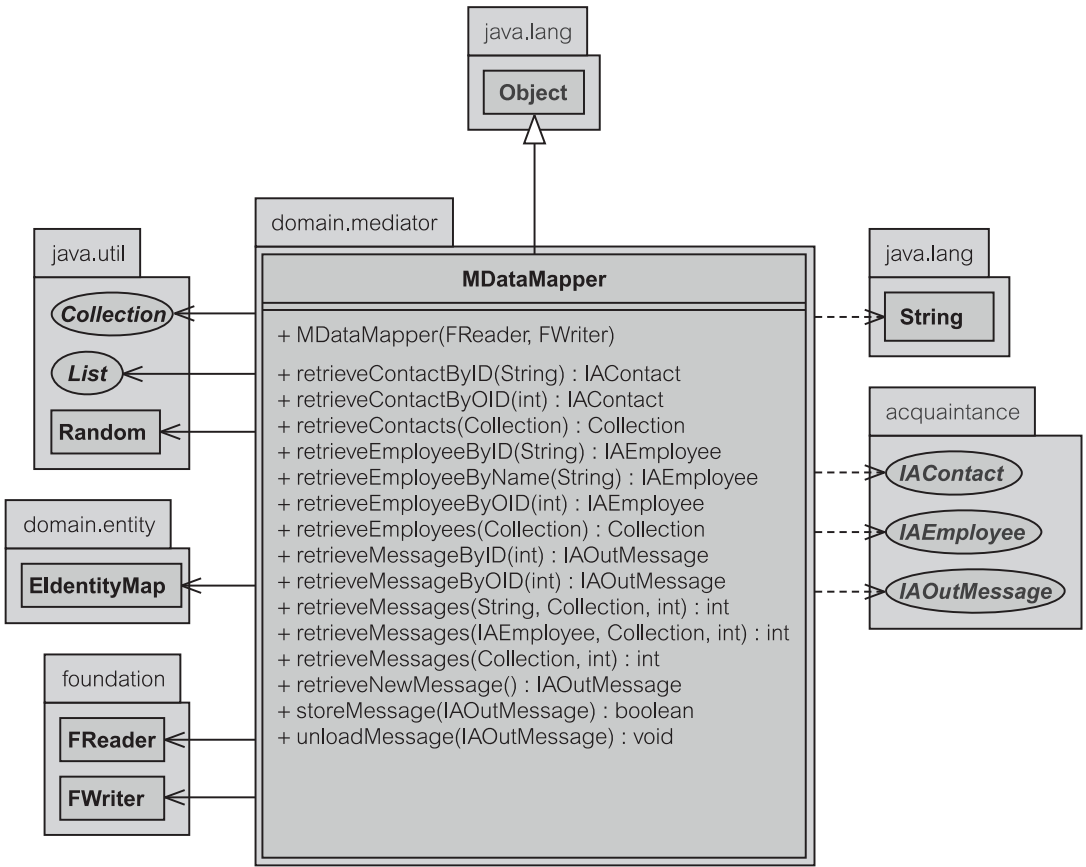 java.lang
Object
domain.mediator
MDataMapper
+ MDataMapper(FReader, FWriter)
+ retrieveContactByID(String) : IAContact
+ retrieveContactByOID(int) : IAContact
+ retrieveContacts(Collection) : Collection
+ retrieveEmployeeByID(String) : IAEmployee
+ retrieveEmployeeByName(String) : IAEmployee
+ retrieveEmployeeByOID(int) : IAEmployee
+ retrieveEmployees(Collection) : Collection
+ retrieveMessageByID(int) : IAOutMessage
+ retrieveMessageByOID(int) : IAOutMessage
+ retrieveMessages(String, Collection, int) : int
+ retrieveMessages(IAEmployee, Collection, int) : int
+ retrieveMessages(Collection, int) : int
+ retrieveNewMessage() : IAOutMessage
+ storeMessage(IAOutMessage) : boolean
+ unloadMessage(IAOutMessage) : void
java.util
Collection
List
Random
domain.entity
EIdentityMap
foundation
FReader
FWriter
java.lang
String
acquaintance
IAContact
IAEmployee
IAOutMessage